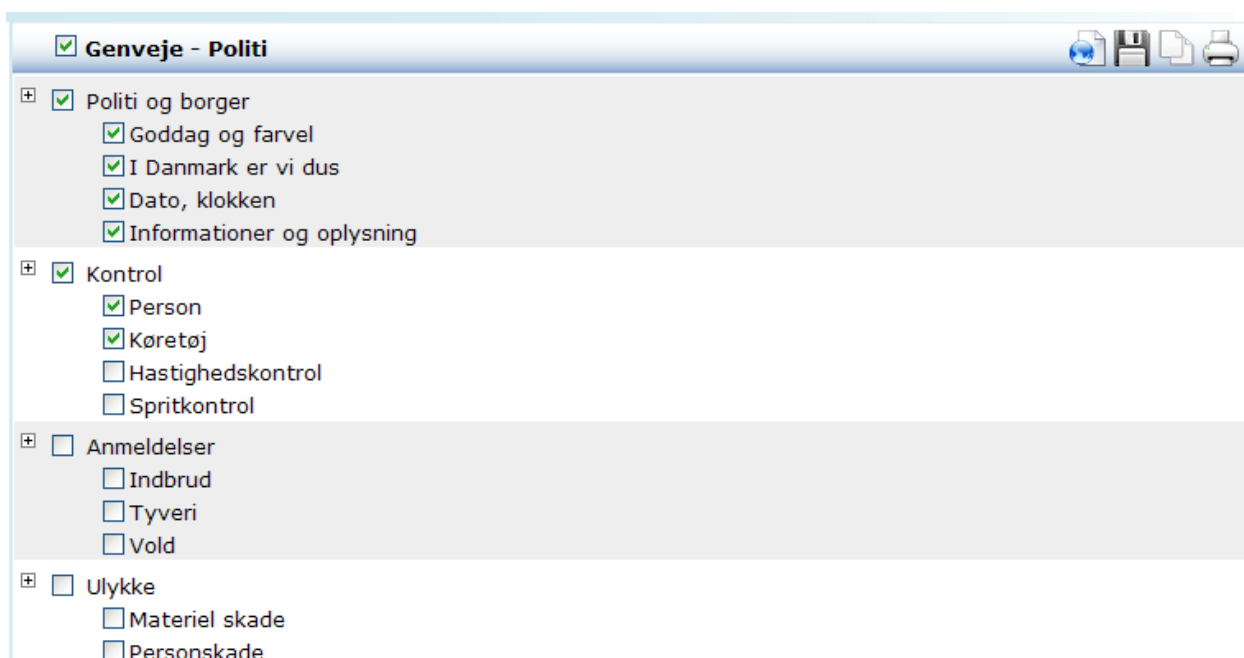 Genveje - Politi
Politi og borger
Goddag og farvel
I Danmark er vi dus
Dato, klokken
Informationer og oplysning
Kontrol
Person
Køretøj
Hastighedskontrol
Spritkontrol
Anmeldelser
Indbrud
Tyveri
Vold
Ulykke
Materiel skade
Personskade